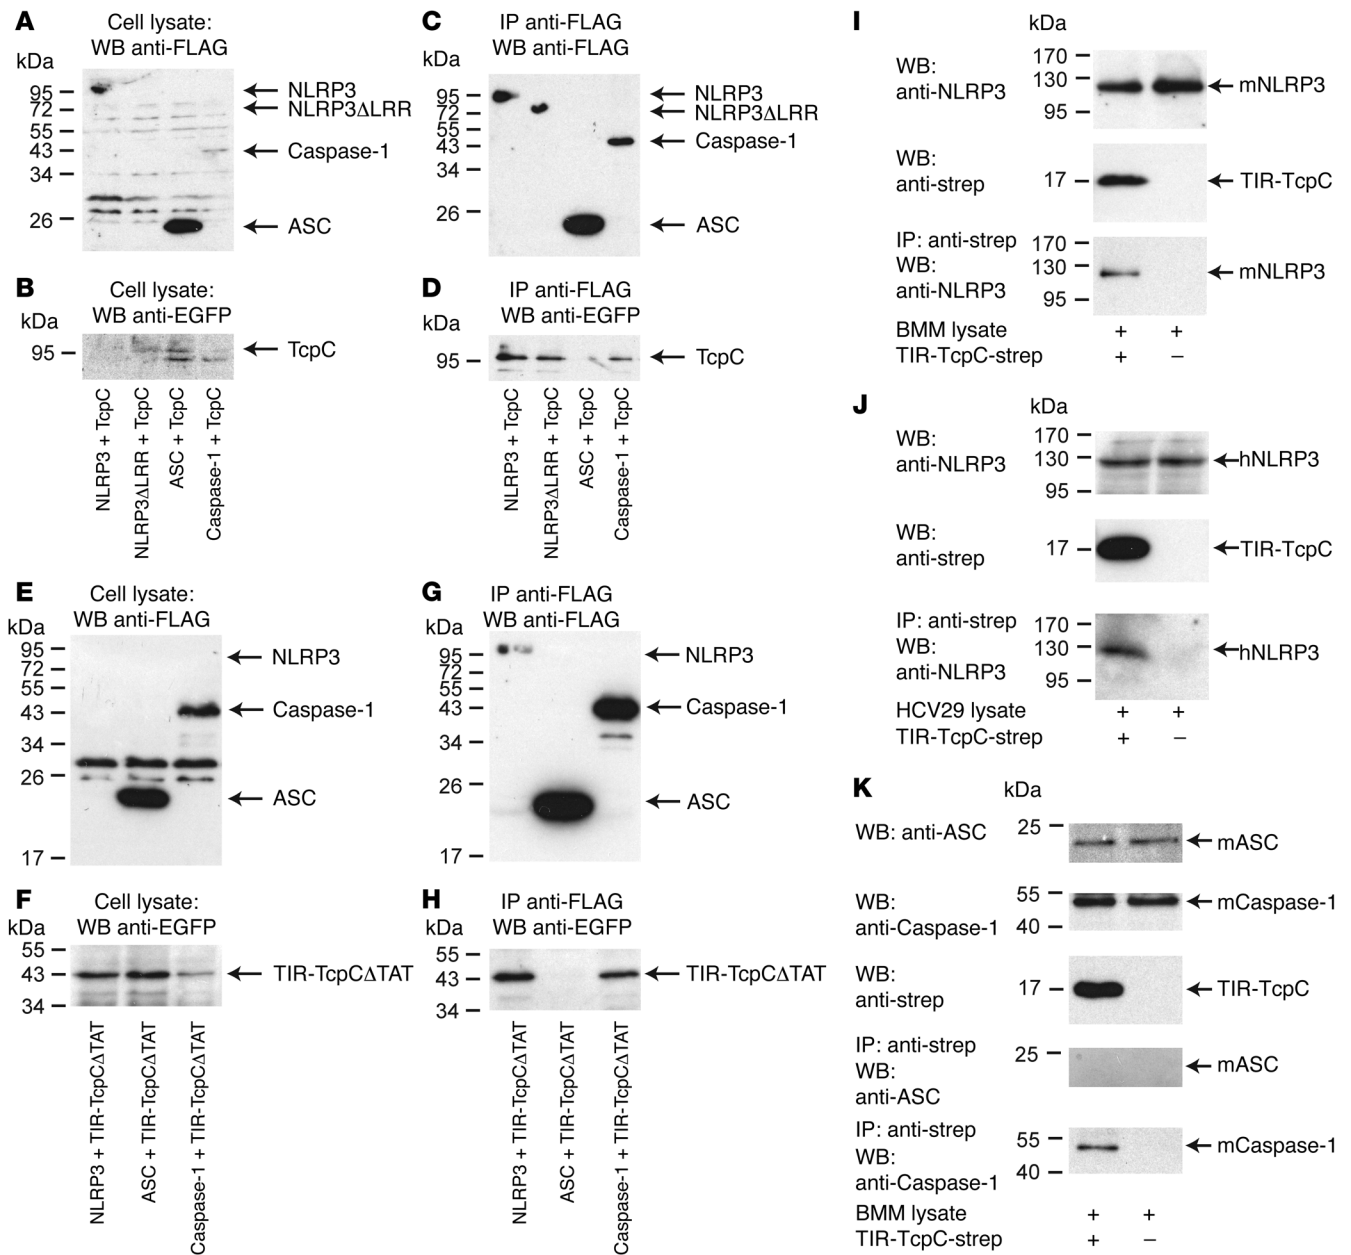 A
Cell lysate:
WB anti-FLAG
kDa
95
72
55
43
34
26
NLRP3
NLRP3ΔLRR
Caspase-1
ASC
B
Cell lysate:
WB anti-EGFP
kDa
95
TcpC
NLRP3 + TcpC
NLRP3ΔLRR + TcpC
ASC + TcpC
Caspase-1 + TcpC
C
IP anti-FLAG
WB anti-FLAG
kDa
95
72
55
43
34
26
NLRP3
NLRP3ΔLRR
Caspase-1
ASC
D
IP anti-FLAG
WB anti-EGFP
kDa
95
TcpC
NLRP3 + TcpC
NLRP3ΔLRR + TcpC
ASC + TcpC
Caspase-1 + TcpC
E
Cell lysate:
WB anti-FLAG
kDa
95
72
55
43
34
26
17
NLRP3
Caspase-1
ASC
F
Cell lysate:
WB anti-EGFP
kDa
55
43
34
TIR-TcpCΔTAT
NLRP3 + TIR-TcpCΔTAT
ASC + TIR-TcpCΔTAT
Caspase-1 + TIR-TcpCΔTAT
G
IP anti-FLAG
WB anti-FLAG
kDa
95
72
55
43
34
26
17
NLRP3
Caspase-1
ASC
H
IP anti-FLAG
WB anti-EGFP
kDa
55
43
34
TIR-TcpCΔTAT
NLRP3 + TIR-TcpCΔTAT
ASC + TIR-TcpCΔTAT
Caspase-1 + TIR-TcpCΔTAT
I
kDa
WB:
anti-NLRP3
170
130
95
mNLRP3
WB:
anti-strep
17
TIR-TcpC
IP: anti-strep
WB:
anti-NLRP3
170
130
95
mNLRP3
BMM lysate + +
TIR-TcpC-strep + −
J
kDa
WB:
anti-NLRP3
170
130
95
hNLRP3
WB:
anti-strep
17
TIR-TcpC
IP: anti-strep
WB:
anti-NLRP3
170
130
95
hNLRP3
HCV29 lysate + +
TIR-TcpC-strep + −
K
kDa
WB: anti-ASC
25
mASC
WB:
anti-Caspase-1
55
40
mCaspase-1
WB:
anti-strep
17
TIR-TcpC
IP: anti-strep
WB:
anti-ASC
25
mASC
IP: anti-strep
WB:
anti-Caspase-1
55
40
mCaspase-1
BMM lysate + +
TIR-TcpC-strep + −